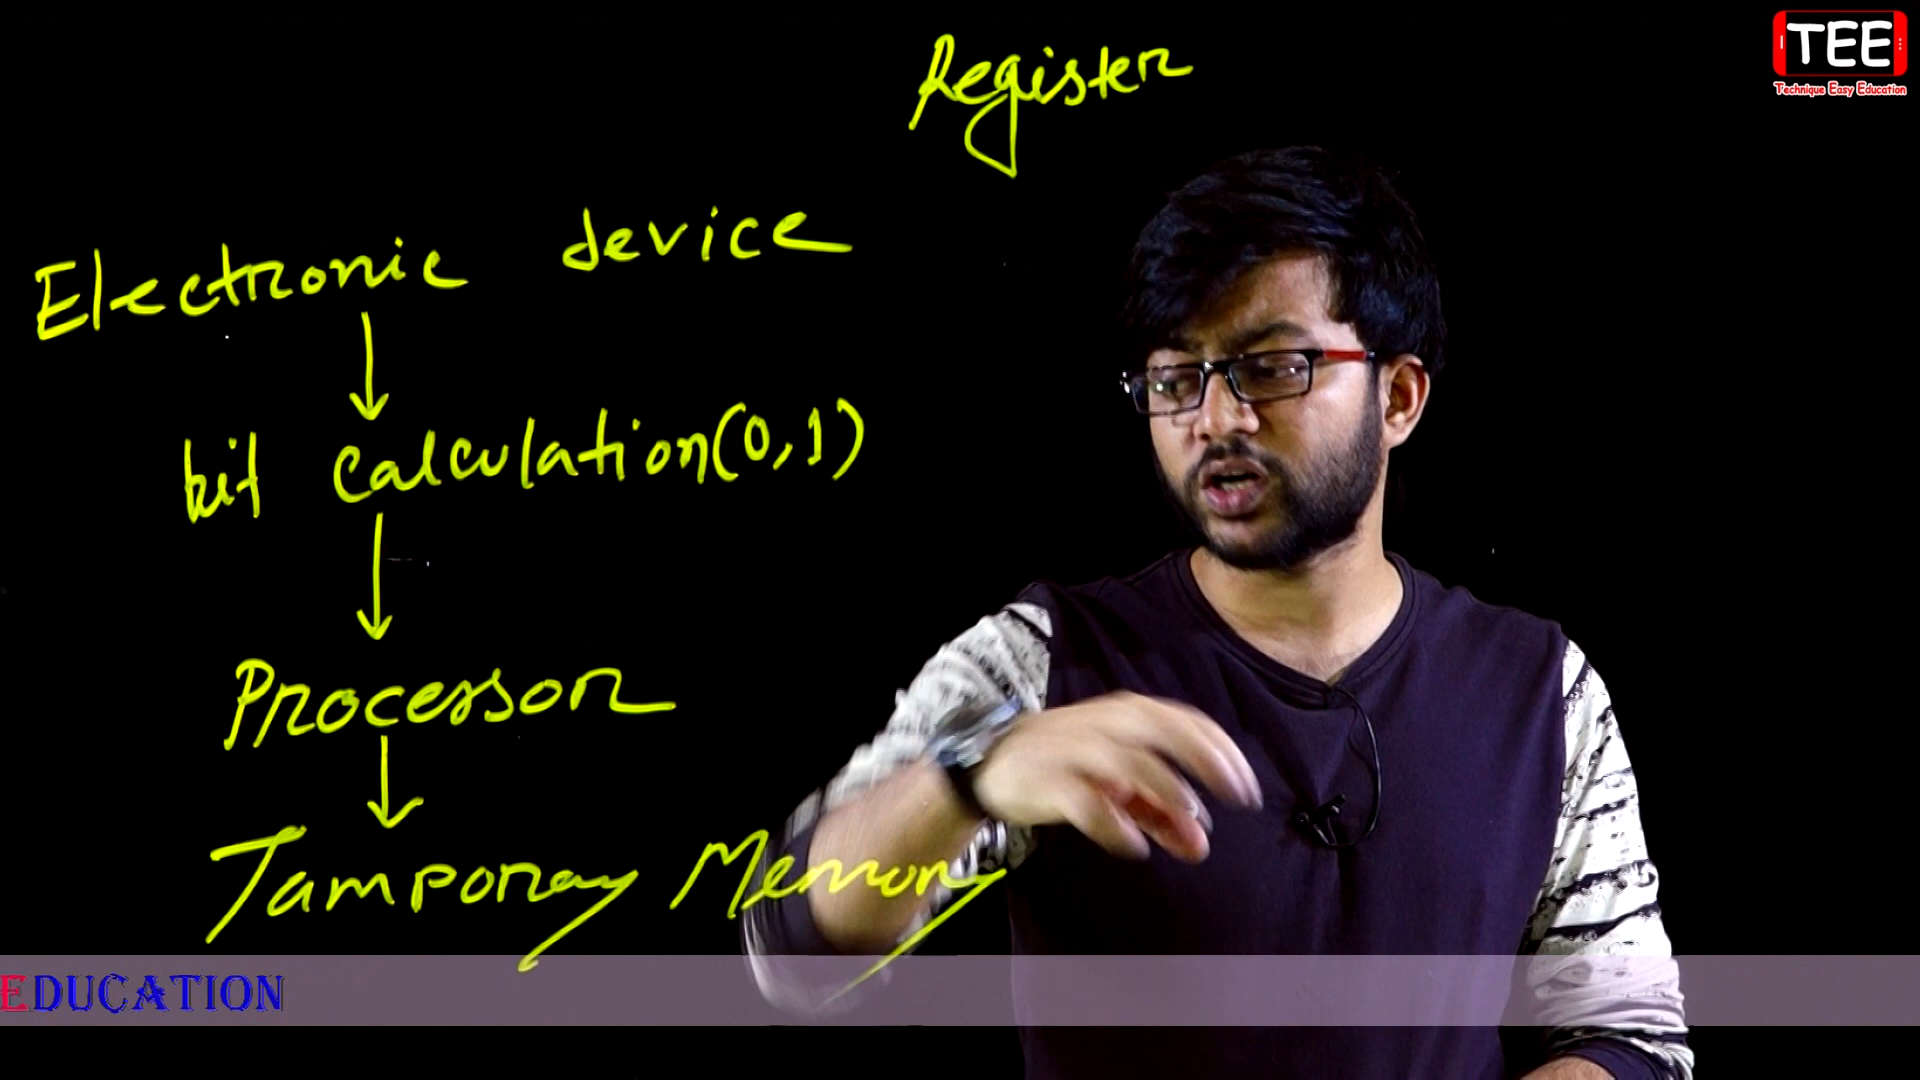 Register
TEE
Technique Easy Education
Electronic device
bit calculation(0,1)
Processor
Tamporay Memory
EDUCATION